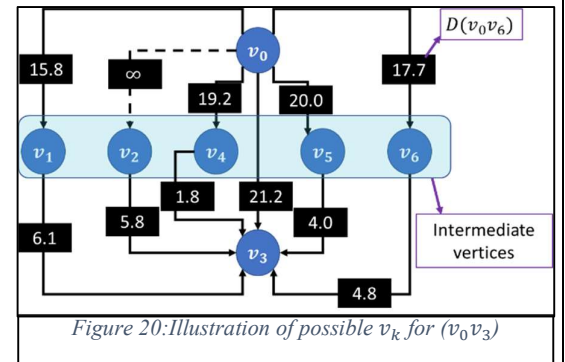 D(v₀v₆)
v₀
15.8
∞
17.7
19.2
20.0
v₁
v₂
v₄
v₅
v₆
1.8
21.2
6.1
5.8
4.0
Intermediate
vertices
v₃
4.8
Figure 20:Illustration of possible vₖ for (v₀v₃)